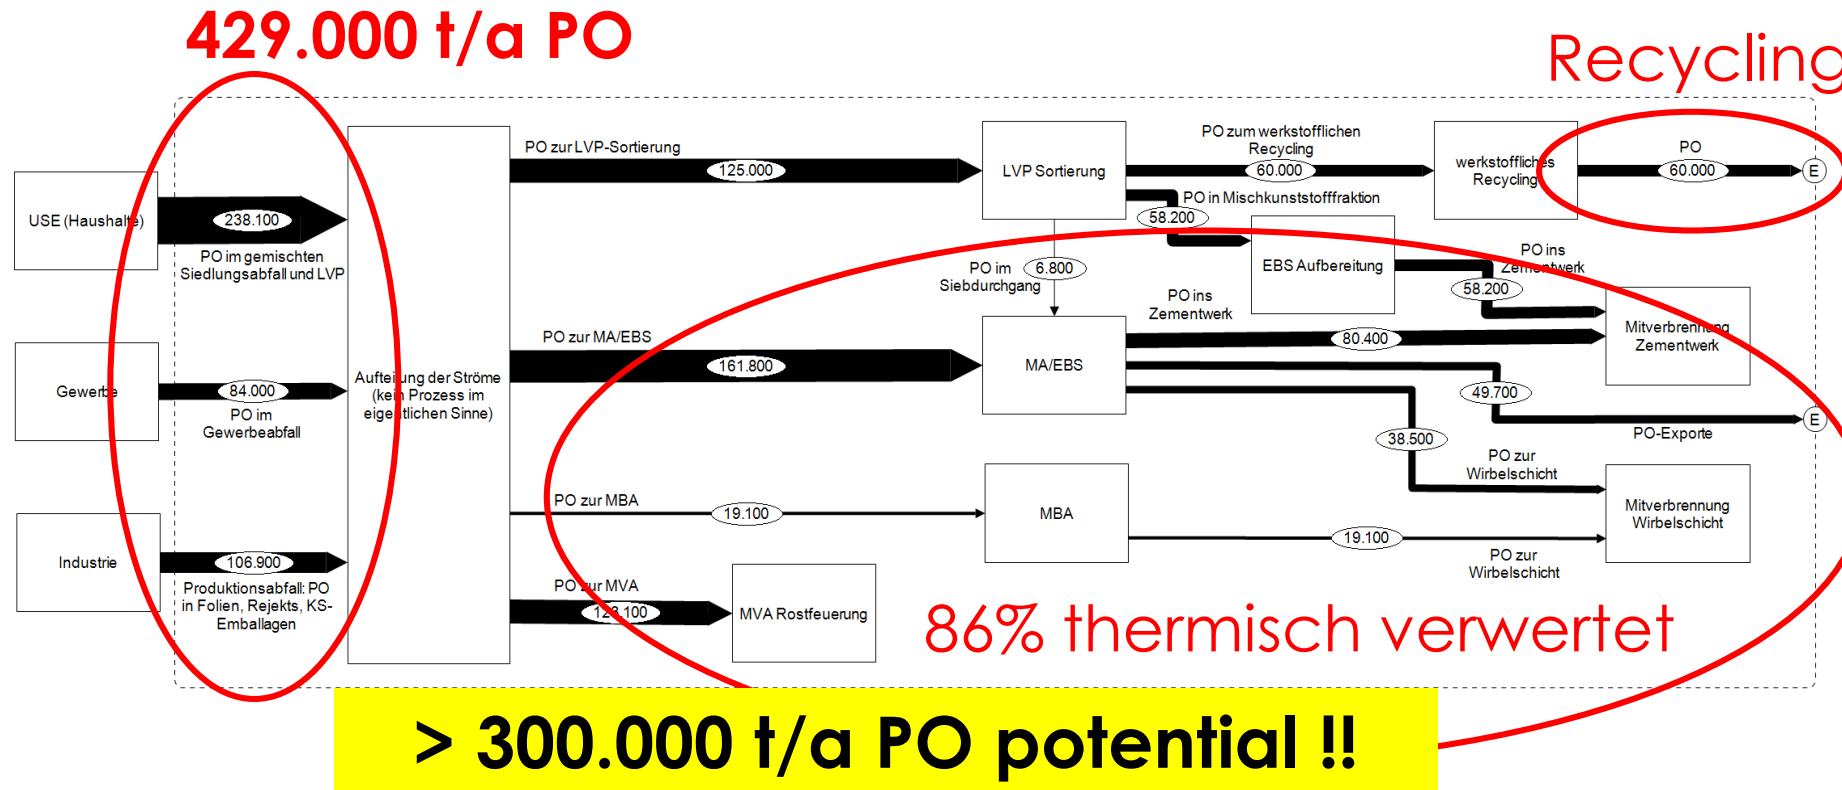 429.000 t/a PO
Recycling
USE (Haushalte)
238.100
PO im gemischten
Siedlungsabfall und LVP
Gewerbe
84.000
PO im
Gewerbeabfall
Industrie
106.900
Produktionsabfall: PO
in Folien, Rejekts, KS-
Emballagen
Aufteilung der Ströme
(kein Prozess im
eigentlichen Sinne)
PO zur LVP-Sortierung
125.000
LVP Sortierung
PO zum werkstofflichen
Recycling
60.000
werkstoffliches
Recycling
PO
60.000
E
PO in Mischkunststofffraktion
58.200
PO im
Siebdurchgang
6.800
EBS Aufbereitung
PO ins
Zementwerk
58.200
PO zur MA/EBS
161.800
MA/EBS
PO ins
Zementwerk
80.400
Mitverbrennung
Zementwerk
49.700
PO-Exporte
E
38.500
PO zur
Wirbelschicht
PO zur MBA
19.100
MBA
19.100
PO zur
Wirbelschicht
Mitverbrennung
Wirbelschicht
PO zur MVA
123.100
MVA Rostfeuerung
86% thermisch verwertet
> 300.000 t/a PO potential !!